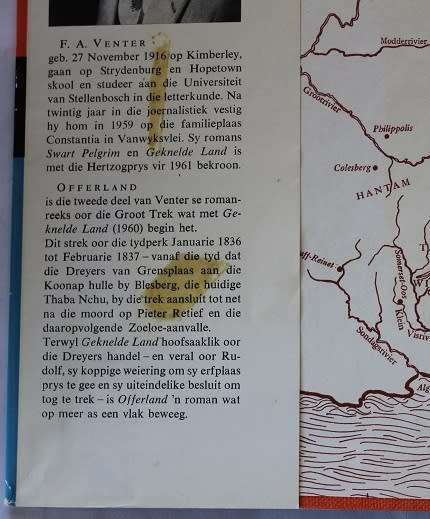 F. A. VENTER
geb. 27 November 1916 op Kimberley,
gaan op Strydenburg en Hopetown
skool en studeer aan die Universiteit
van Stellenbosch in die letterkunde. Na
twintig jaar in die joernalistiek vestig
hy hom in 1959 op die familieplaas
Constantia in Vanwyksvlei. Sy romans
Swart Pelgrim en Geknelde Land is
met die Hertzogprys vir 1961 bekroon.
OFFERLAND
is die tweede deel van Venter se roman-
reeks oor die Groot Trek wat met Ge-
knelde Land (1960) begin het.
Dit strek oor die tydperk Januarie 1836
tot Februarie 1837 – vanaf die tyd dat
die Dreyers van Grensplaas aan die
Koonap hulle by Blesberg, die huidige
Thaba Nchu, by die trek aansluit tot net
na die moord op Pieter Retief en die
daaropvolgende Zoeloe-aanvalle.
Terwyl Geknelde Land hoofsaaklik oor
die Dreyers handel – en veral oor Ru-
dolf, sy koppige weiering om sy erfplaas
prys te gee en sy uiteindelike besluit om
tog te trek – is Offerland 'n roman wat
op meer as een vlak beweeg.
Modderrivier
Grootrivier
Philippolis
Colesberg
HANTAM
aff-Reinet
Somerset-Oos
Klein
Visriv
Sondagsrivier
Alg